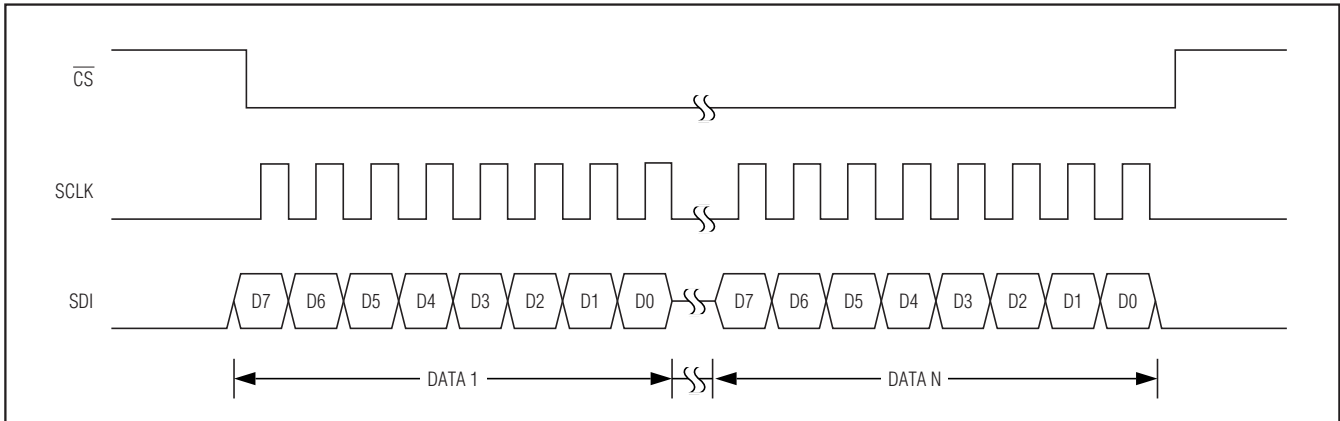 C̅S̅
SCLK
SDI D7 D6 D5 D4 D3 D2 D1 D0 D7 D6 D5 D4 D3 D2 D1 D0
DATA 1 DATA N